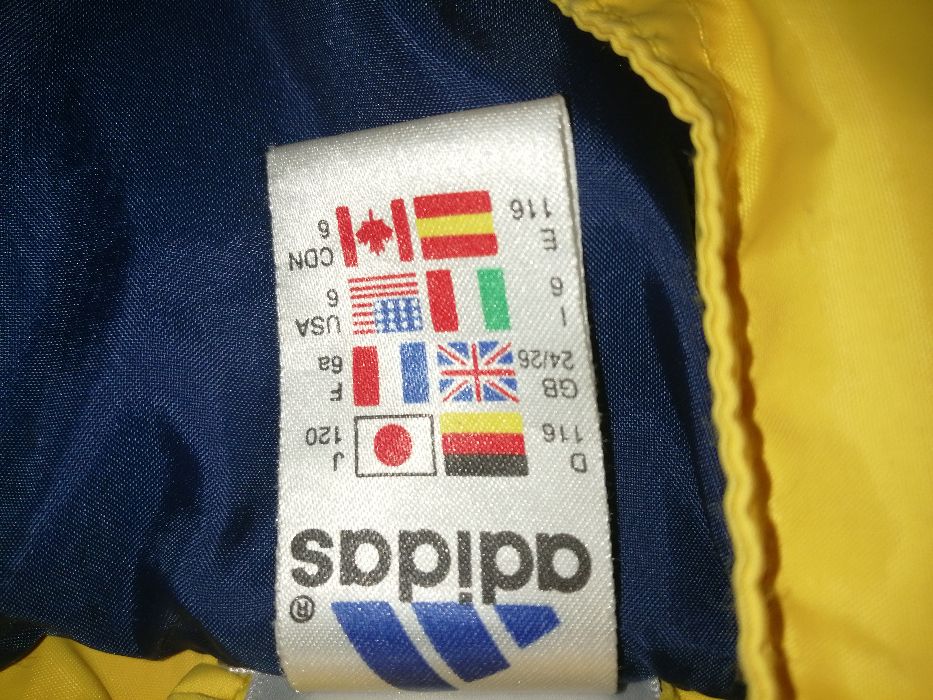 ®
adidas
D J
116 120
GB F
24/26 6a
I USA
6 6
E CDN
116 6